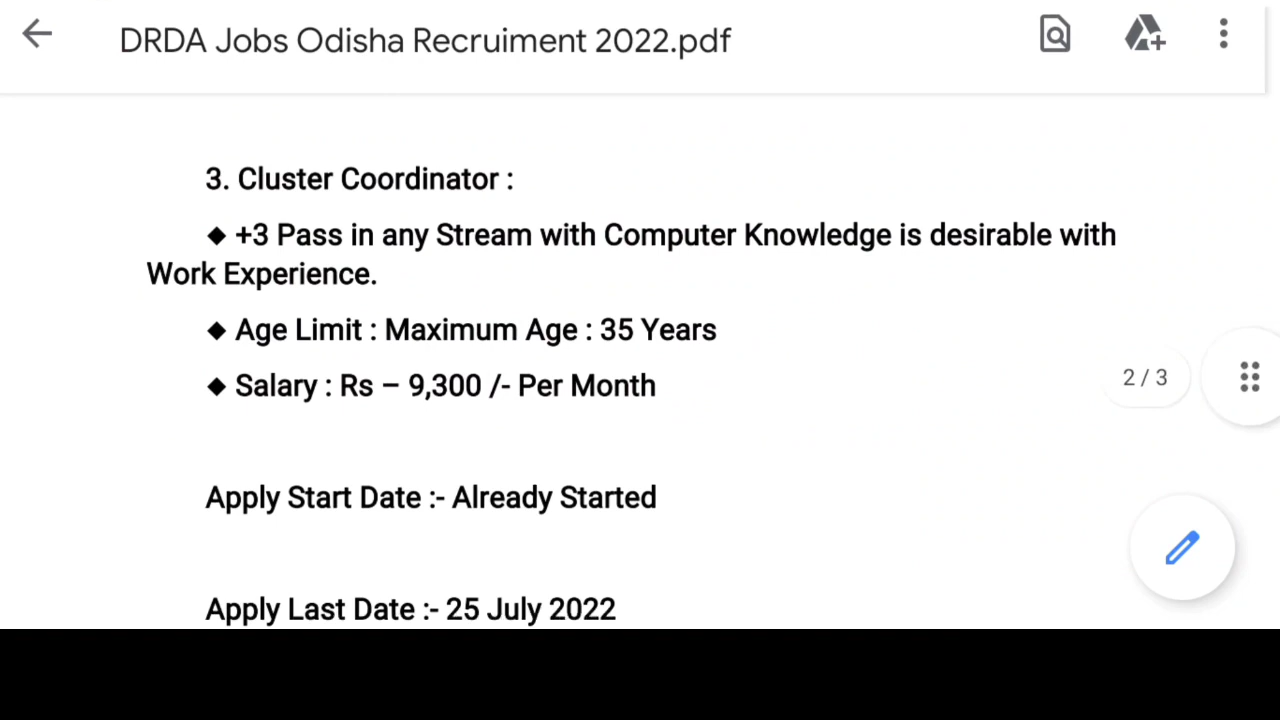 DRDA Jobs Odisha Recruiment 2022.pdf
3. Cluster Coordinator :
◆ +3 Pass in any Stream with Computer Knowledge is desirable with
Work Experience.
◆ Age Limit : Maximum Age : 35 Years
◆ Salary : Rs – 9,300 /- Per Month
2 / 3
Apply Start Date :- Already Started
Apply Last Date :- 25 July 2022